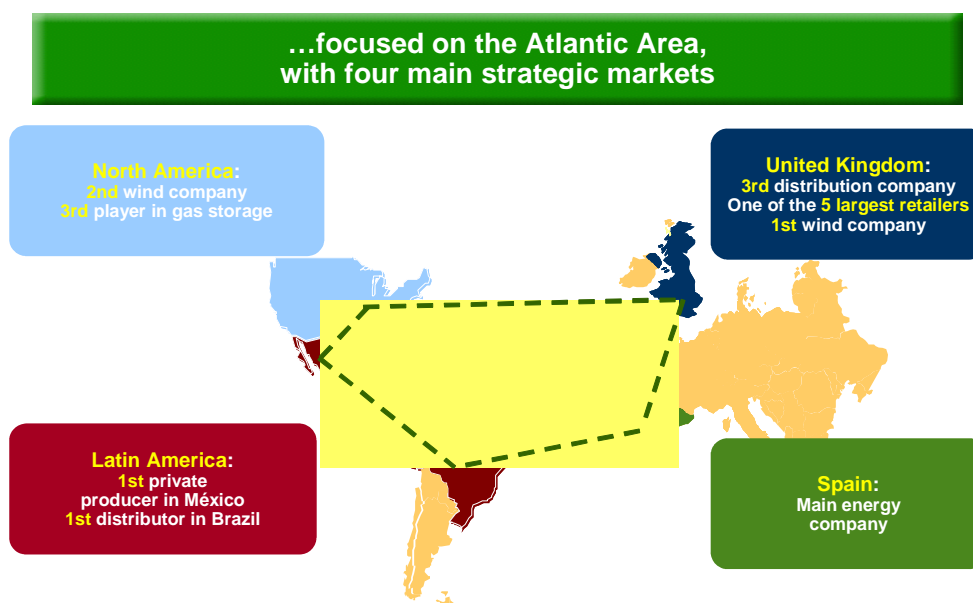 …focused on the Atlantic Area,
with four main strategic markets
North America:
2nd wind company
3rd player in gas storage
United Kingdom:
3rd distribution company
One of the 5 largest retailers
1st wind company
Latin America:
1st private
producer in México
1st distributor in Brazil
Spain:
Main energy
company